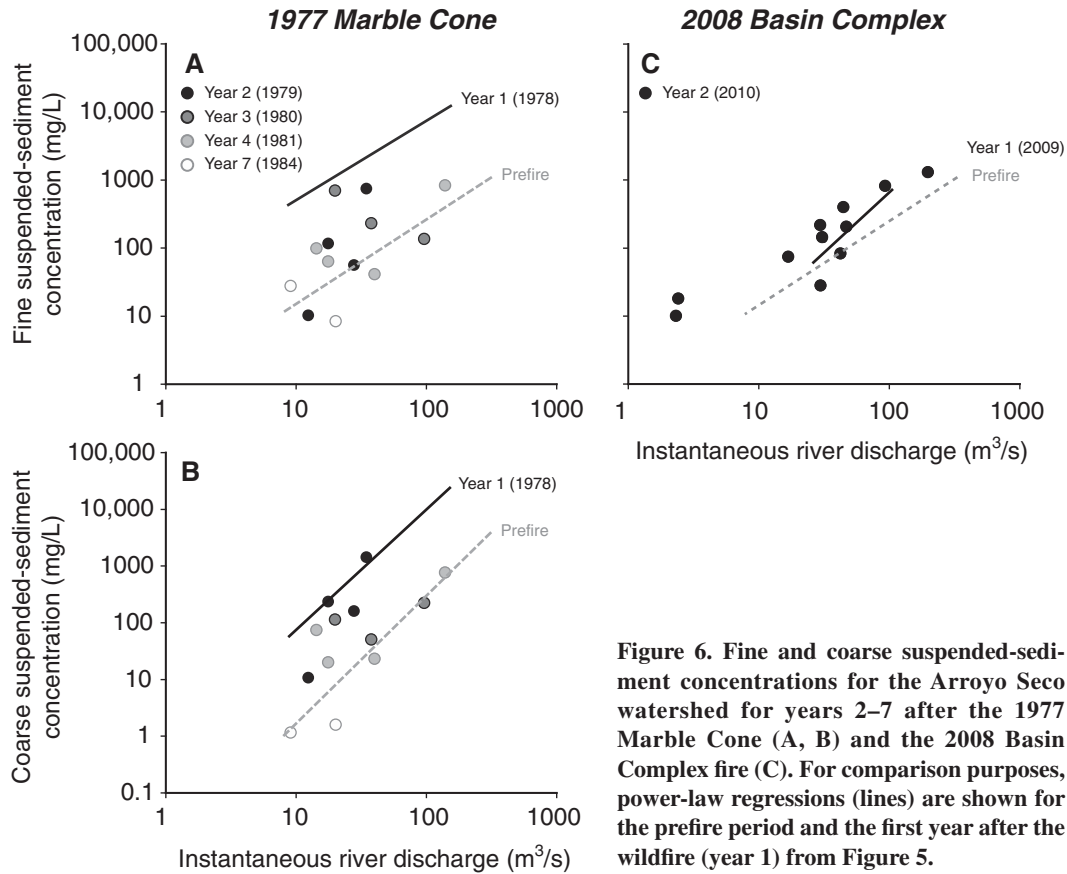 1977 Marble Cone
2008 Basin Complex
100,000
10,000
1000
100
10
1
Fine suspended-sediment
concentration (mg/L)
A
Year 2 (1979)
Year 3 (1980)
Year 4 (1981)
Year 7 (1984)
Year 1 (1978)
Prefire
1
10
100
1000
C
Year 2 (2010)
Year 1 (2009)
Prefire
1
10
100
1000
Instantaneous river discharge (m³/s)
100,000
10,000
1000
100
10
1
0.1
Coarse suspended-sediment
concentration (mg/L)
B
Year 1 (1978)
Prefire
1
10
100
1000
Instantaneous river discharge (m³/s)
Figure 6. Fine and coarse suspended-sedi-
ment concentrations for the Arroyo Seco
watershed for years 2–7 after the 1977
Marble Cone (A, B) and the 2008 Basin
Complex fire (C). For comparison purposes,
power-law regressions (lines) are shown for
the prefire period and the first year after the
wildfire (year 1) from Figure 5.